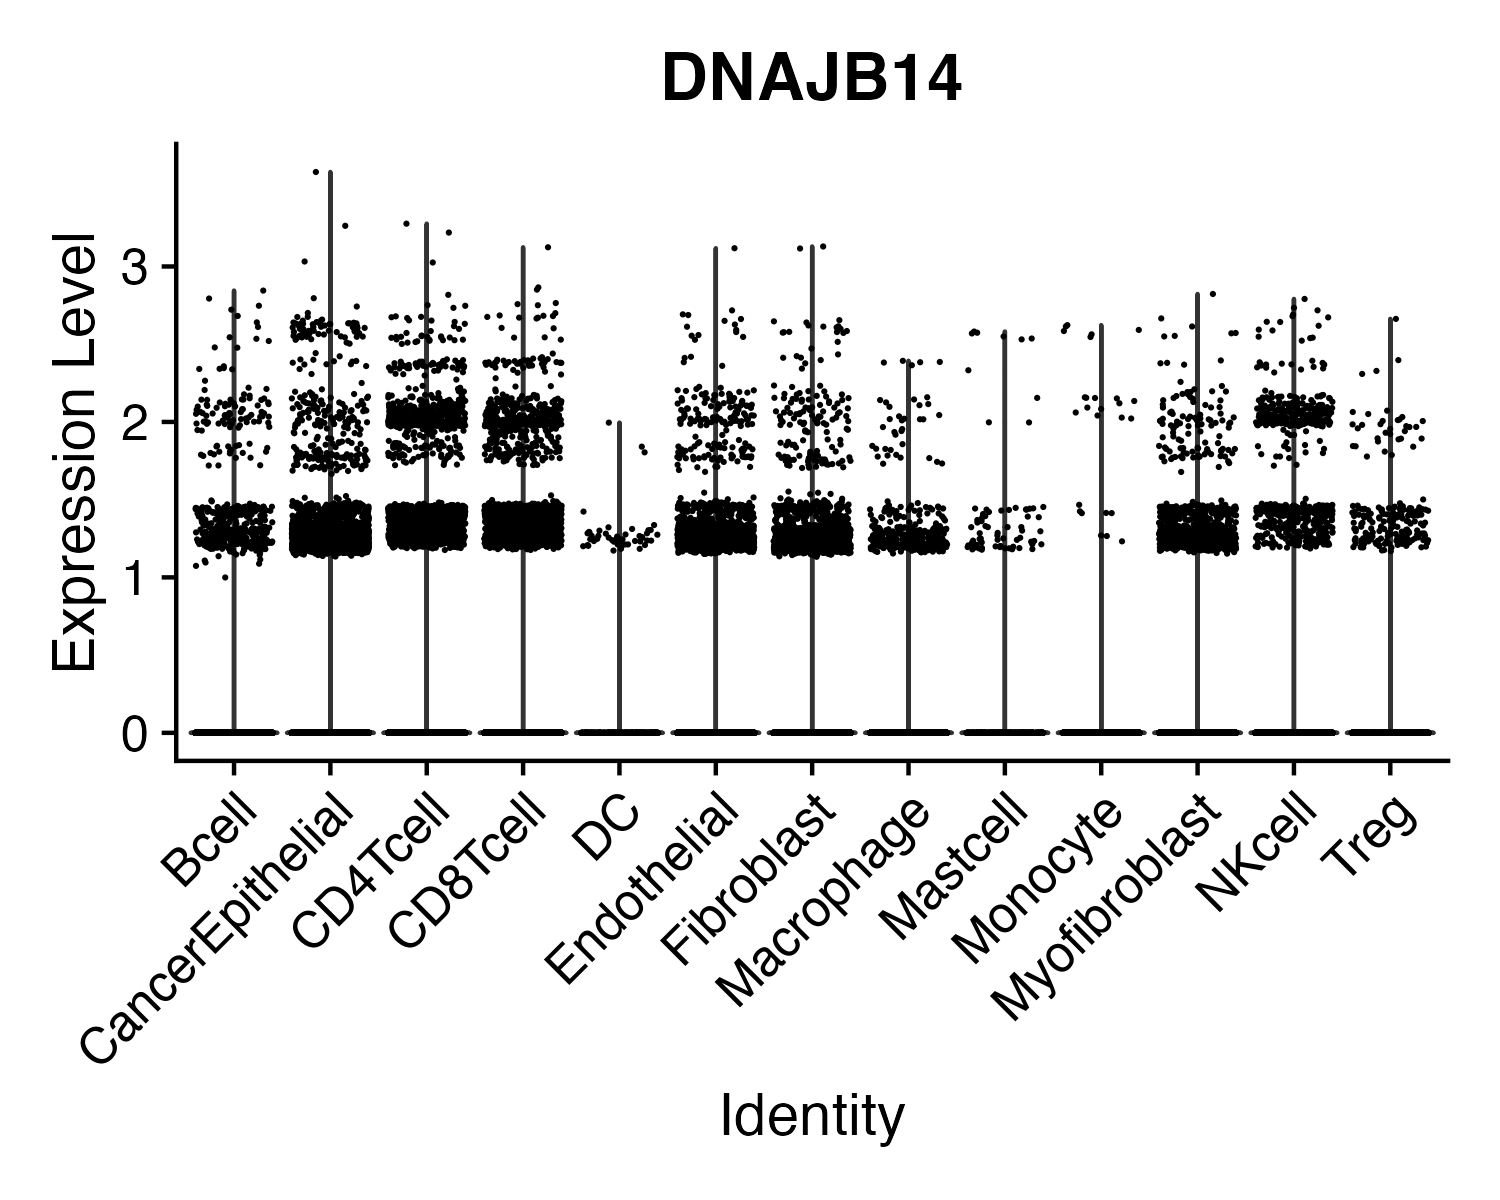 DNAJB14
Expression Level
3
2
1
0
Bcell
CancerEpithelial
CD4Tcell
CD8Tcell
DC
Endothelial
Fibroblast
Macrophage
Mastcell
Monocyte
Myofibroblast
NKcell
Treg
Identity